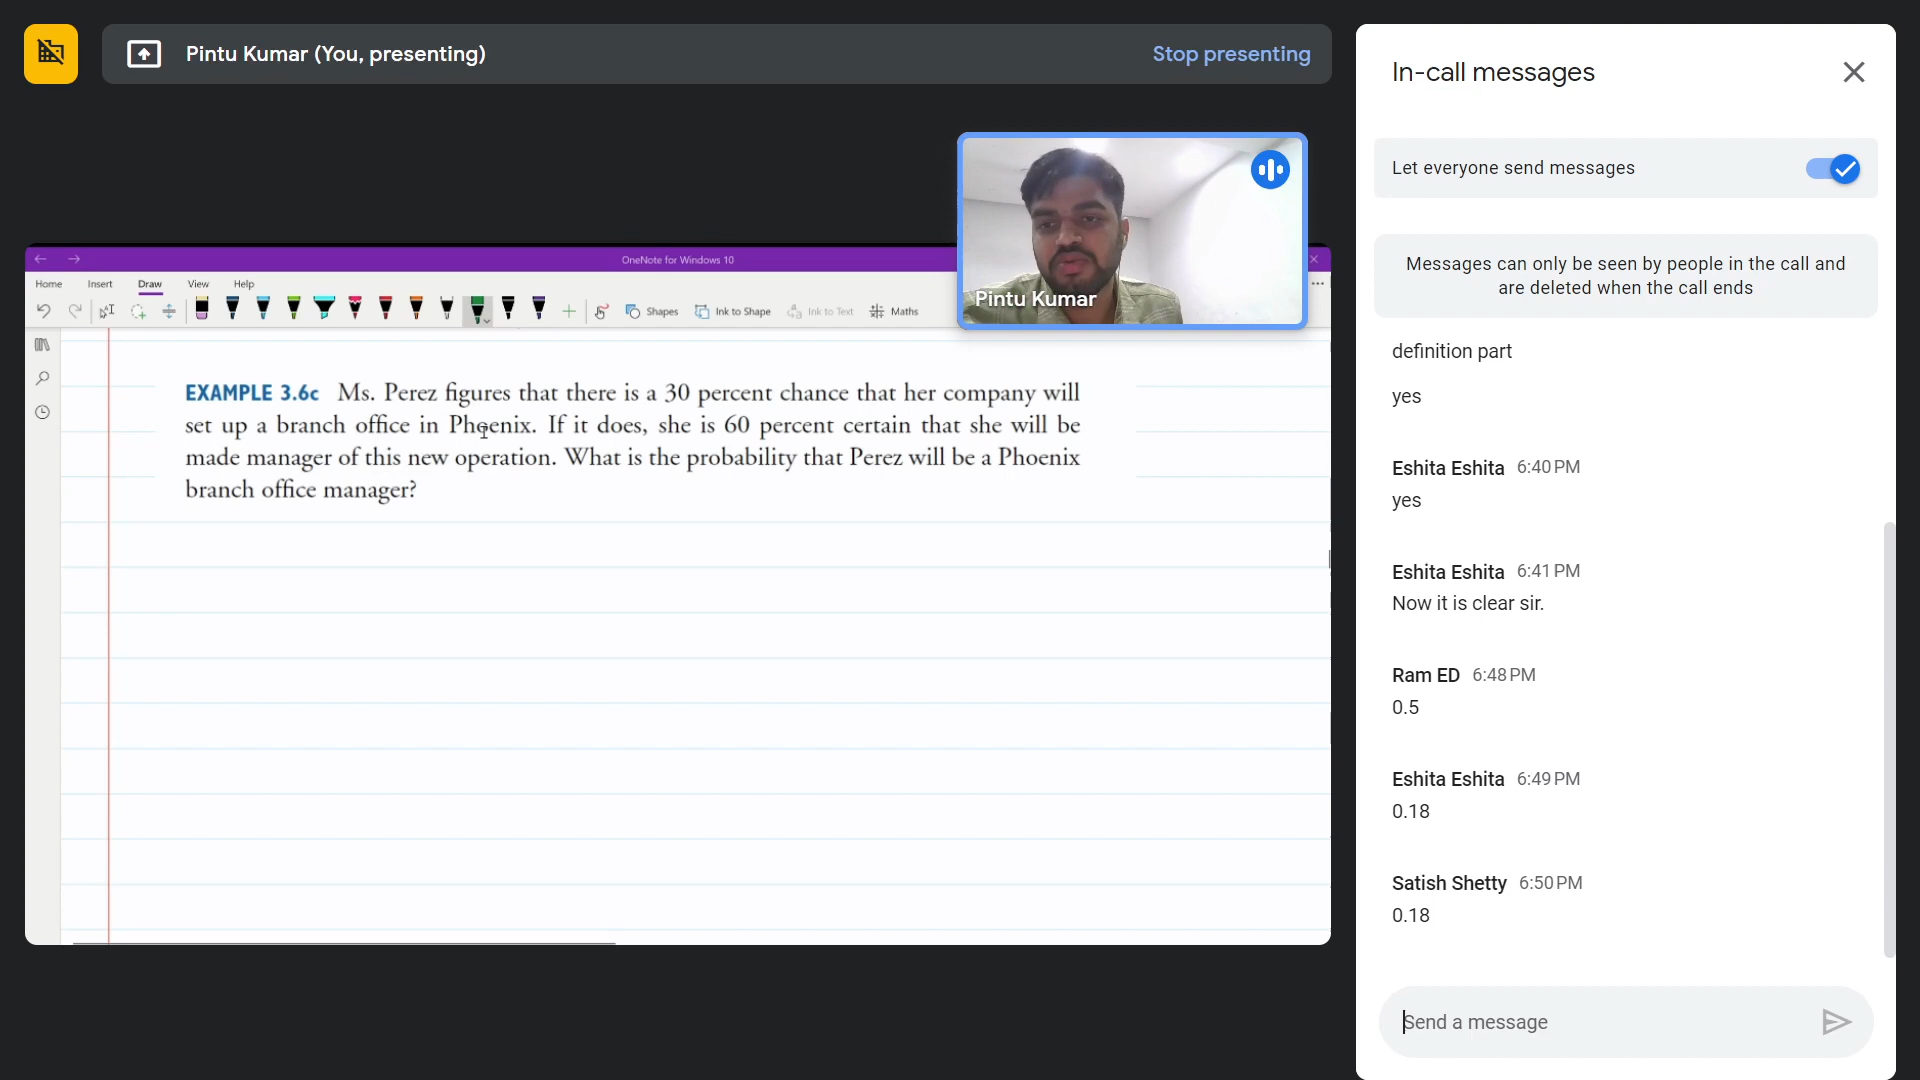 Pintu Kumar (You, presenting)
Stop presenting
OneNote for Windows 10
Home Insert Draw View Help
Shapes Ink to Shape Ink to Text Maths
Pintu Kumar
EXAMPLE 3.6c Ms. Perez figures that there is a 30 percent chance that her company will
set up a branch office in Phoenix. If it does, she is 60 percent certain that she will be
made manager of this new operation. What is the probability that Perez will be a Phoenix
branch office manager?
In-call messages
Let everyone send messages
Messages can only be seen by people in the call and
are deleted when the call ends
definition part
yes
Eshita Eshita 6:40 PM
yes
Eshita Eshita 6:41 PM
Now it is clear sir.
Ram ED 6:48 PM
0.5
Eshita Eshita 6:49 PM
0.18
Satish Shetty 6:50 PM
0.18
Send a message